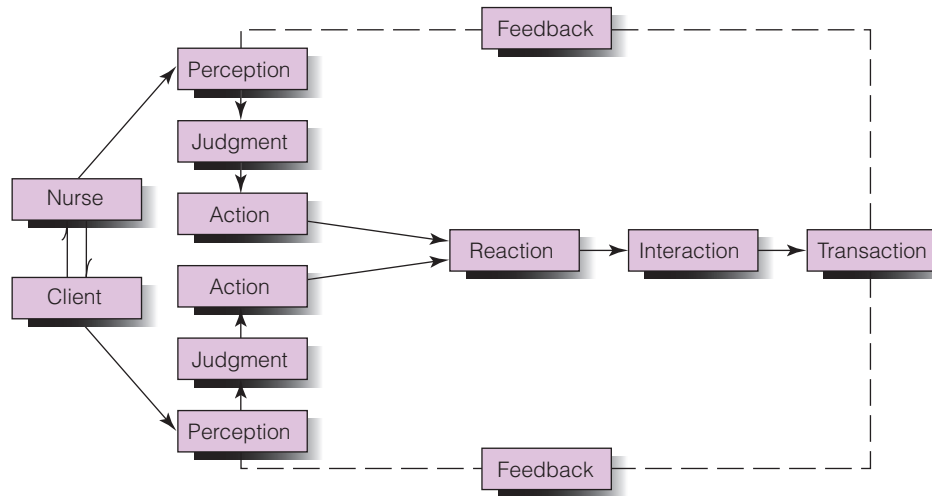 Feedback
Perception
Judgment
Nurse
Action
Reaction
Interaction
Transaction
Client
Action
Judgment
Perception
Feedback